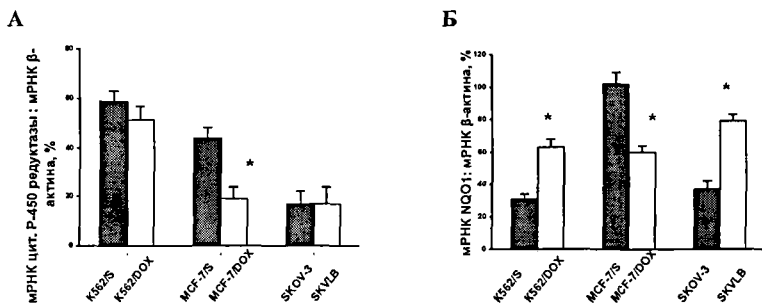 А
мРНК цит. Р-450 редуктазы : мРНК β-
актина, %
80
60
40
20
0
*
K562/S
K562/DOX
MCF-7/S
MCF-7/DOX
SKOV-3
SKVLB
Б
мРНК NQO1: мРНК β-актина, %
120
100
80
60
40
20
0
*
*
*
K562/S
K562/DOX
MCF-7/S
MCF-7/DOX
SKOV-3
SKVLB